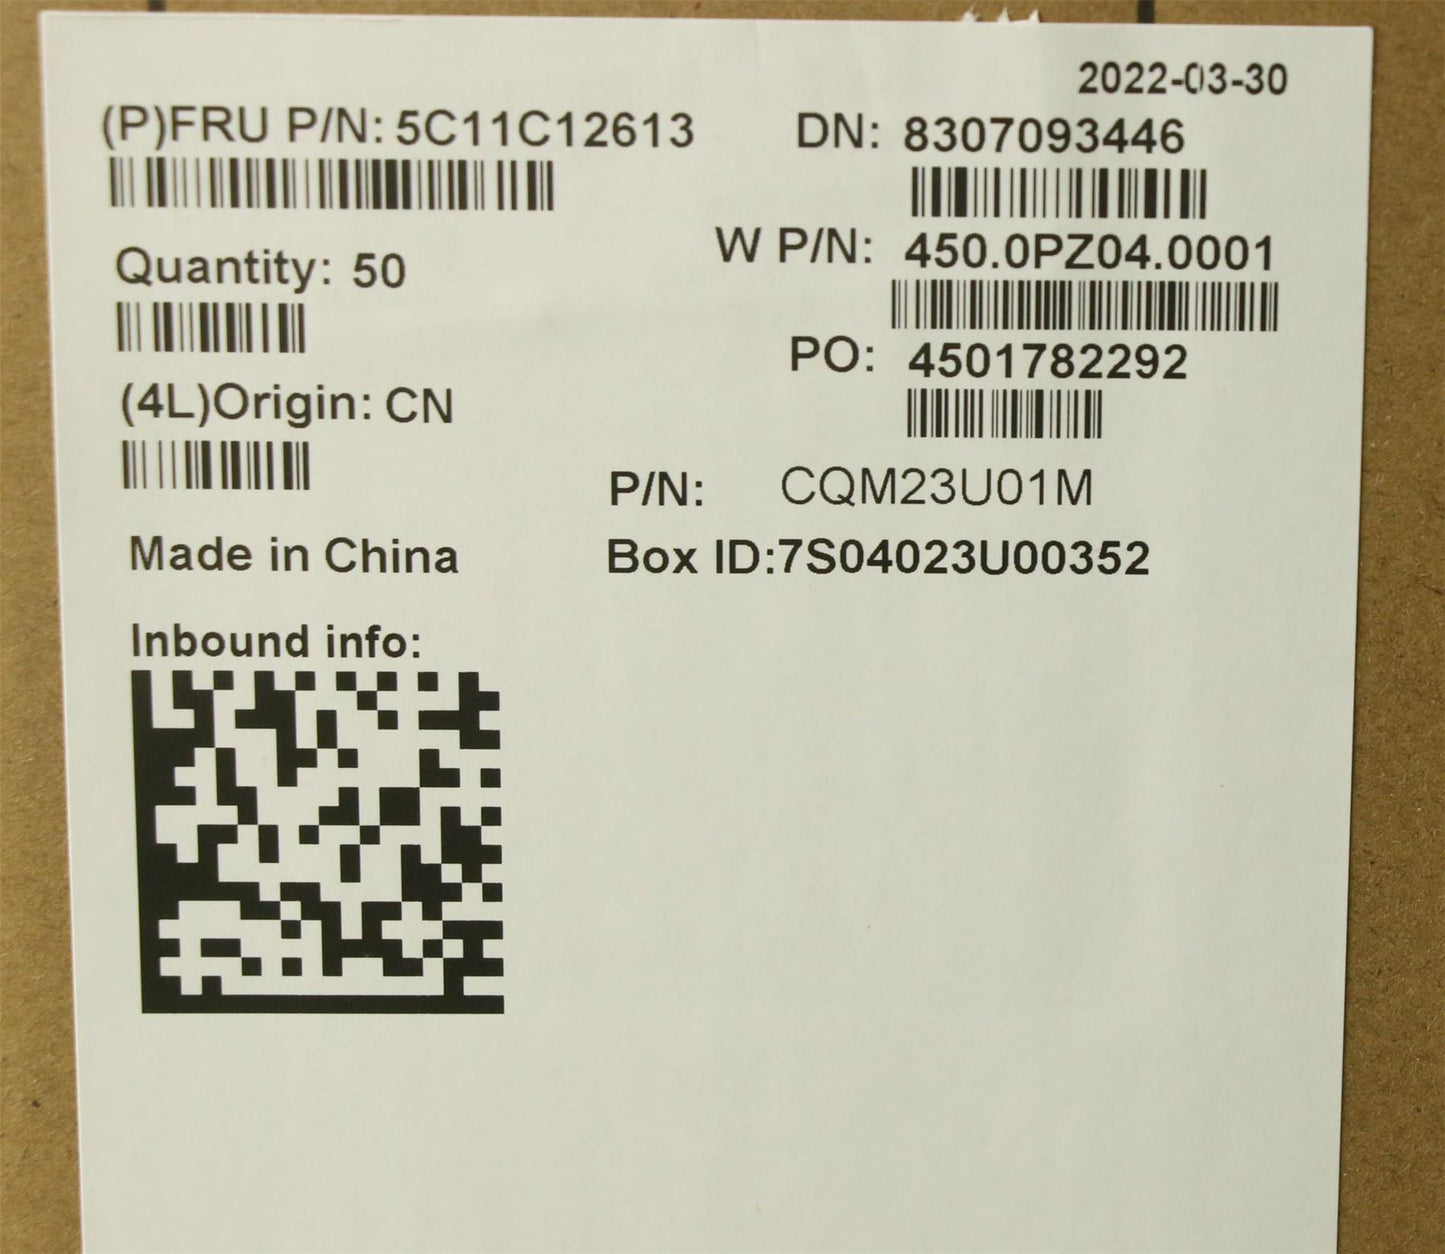 2022-03-30
(P)FRU P/N: 5C11C12613
DN: 8307093446
W P/N: 450.0PZ04.0001
Quantity: 50
PO: 4501782292
(4L)Origin: CN
P/N: CQM23U01M
Made in China
Box ID:7S04023U00352
Inbound info: